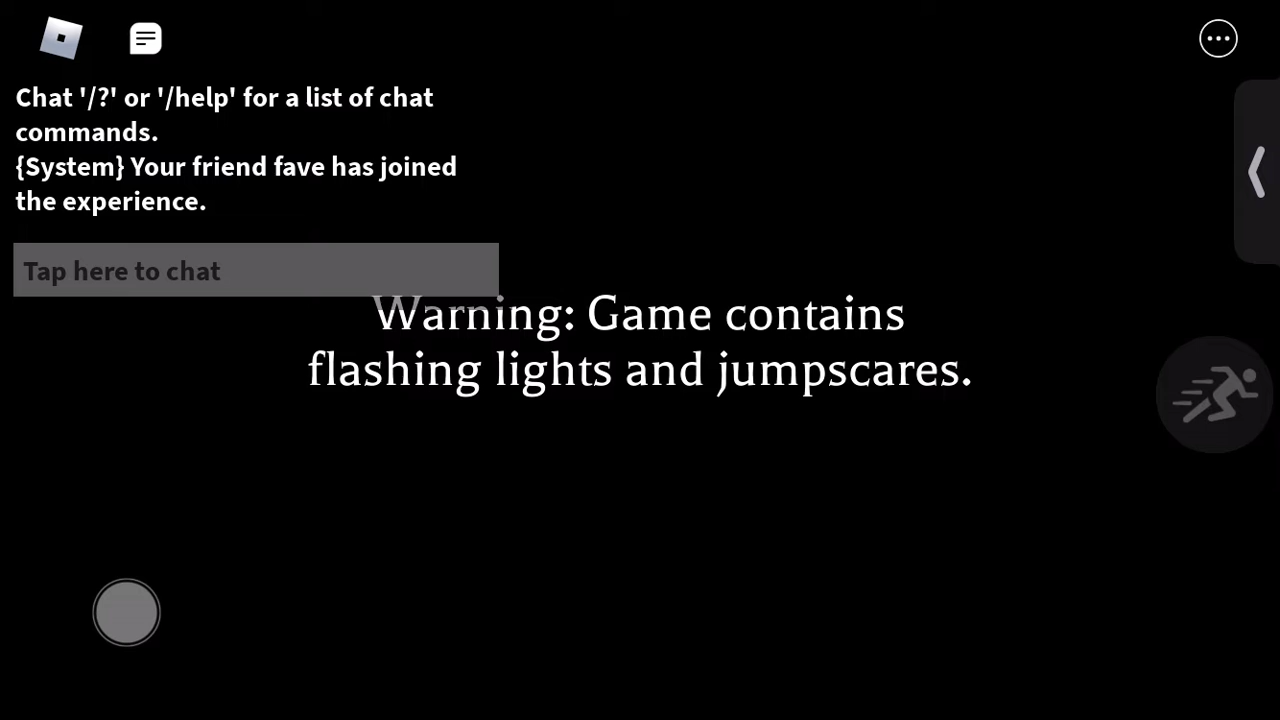 Chat '/?' or '/help' for a list of chat
commands.
{System} Your friend fave has joined
the experience.
Tap here to chat
Warning: Game contains
flashing lights and jumpscares.